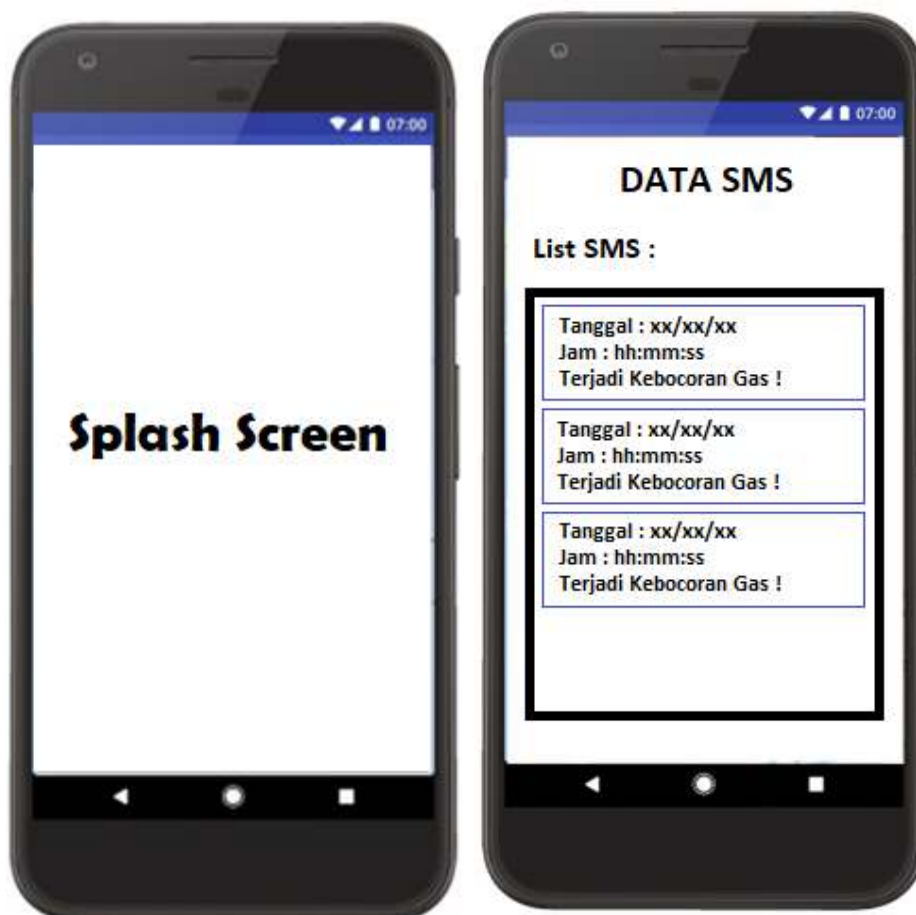 07:00
Splash Screen
07:00
DATA SMS
List SMS :
Tanggal : xx/xx/xx
Jam : hh:mm:ss
Terjadi Kebocoran Gas !
Tanggal : xx/xx/xx
Jam : hh:mm:ss
Terjadi Kebocoran Gas !
Tanggal : xx/xx/xx
Jam : hh:mm:ss
Terjadi Kebocoran Gas !